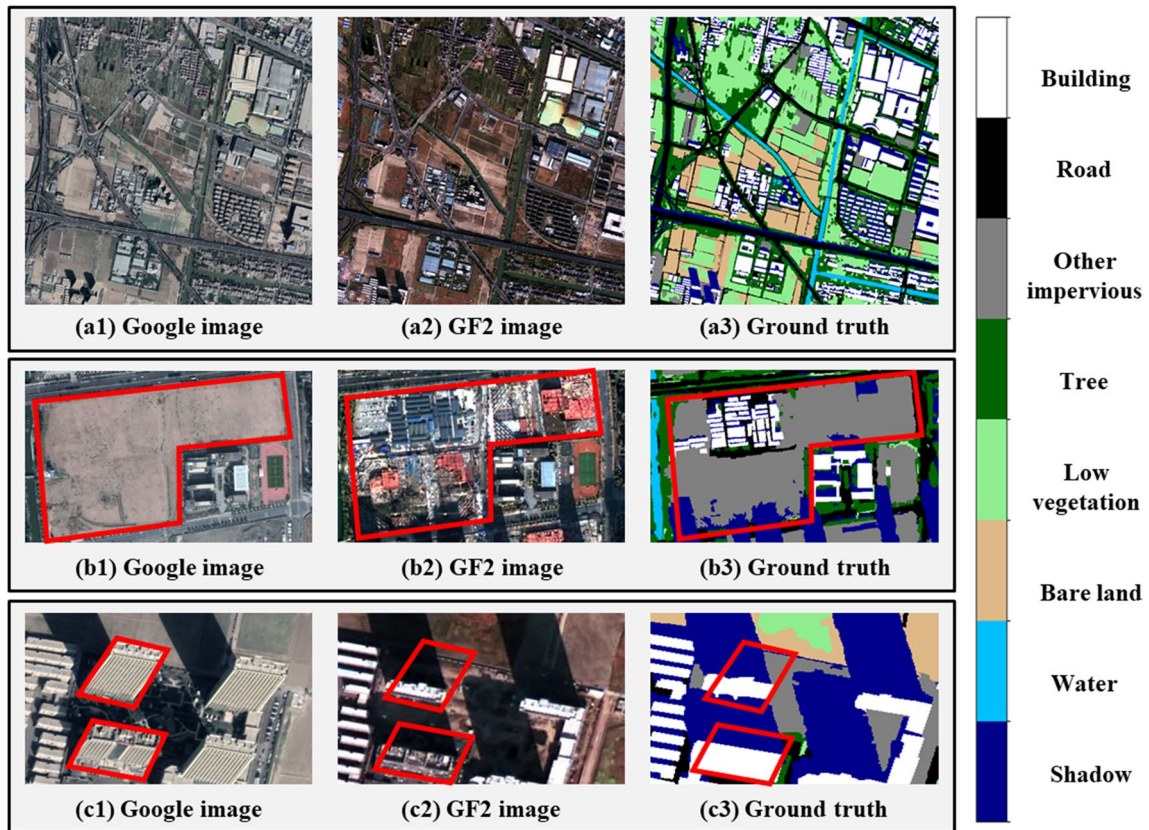 (a1) Google image
(a2) GF2 image
(a3) Ground truth
(b1) Google image
(b2) GF2 image
(b3) Ground truth
(c1) Google image
(c2) GF2 image
(c3) Ground truth
Building
Road
Other
impervious
Tree
Low
vegetation
Bare land
Water
Shadow